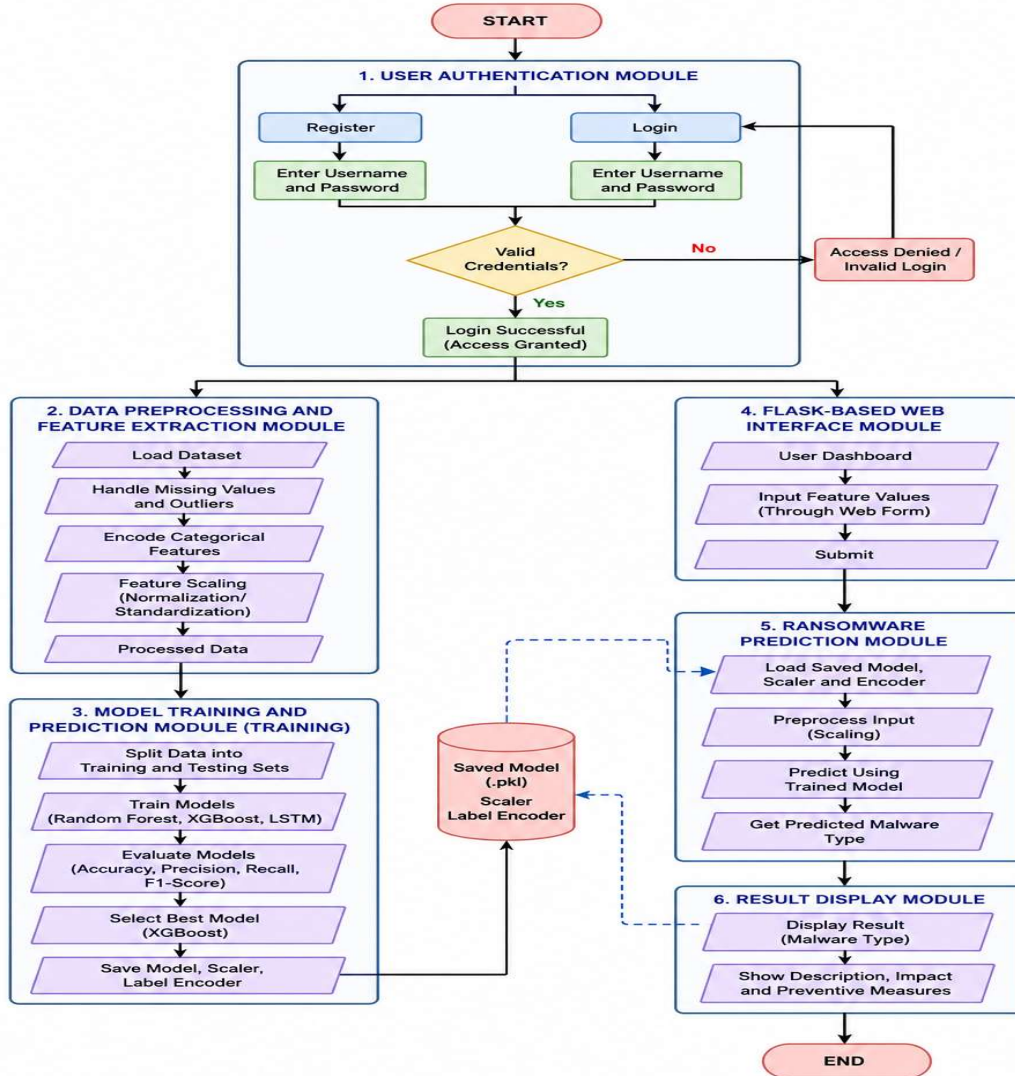 START
1. USER AUTHENTICATION MODULE
Register
Login
Enter Username
and Password
Enter Username
and Password
Valid
Credentials?
No
Access Denied /
Invalid Login
Yes
Login Successful
(Access Granted)
2. DATA PREPROCESSING AND
FEATURE EXTRACTION MODULE
Load Dataset
Handle Missing Values
and Outliers
Encode Categorical
Features
Feature Scaling
(Normalization/
Standardization)
Processed Data
3. MODEL TRAINING AND
PREDICTION MODULE (TRAINING)
Split Data into
Training and Testing Sets
Train Models
(Random Forest, XGBoost, LSTM)
Evaluate Models
(Accuracy, Precision, Recall,
F1-Score)
Select Best Model
(XGBoost)
Save Model, Scaler,
Label Encoder
Saved Model
(.pkl)
Scaler
Label Encoder
4. FLASK-BASED WEB
INTERFACE MODULE
User Dashboard
Input Feature Values
(Through Web Form)
Submit
5. RANSOMWARE
PREDICTION MODULE
Load Saved Model,
Scaler and Encoder
Preprocess Input
(Scaling)
Predict Using
Trained Model
Get Predicted Malware
Type
6. RESULT DISPLAY MODULE
Display Result
(Malware Type)
Show Description, Impact
and Preventive Measures
END